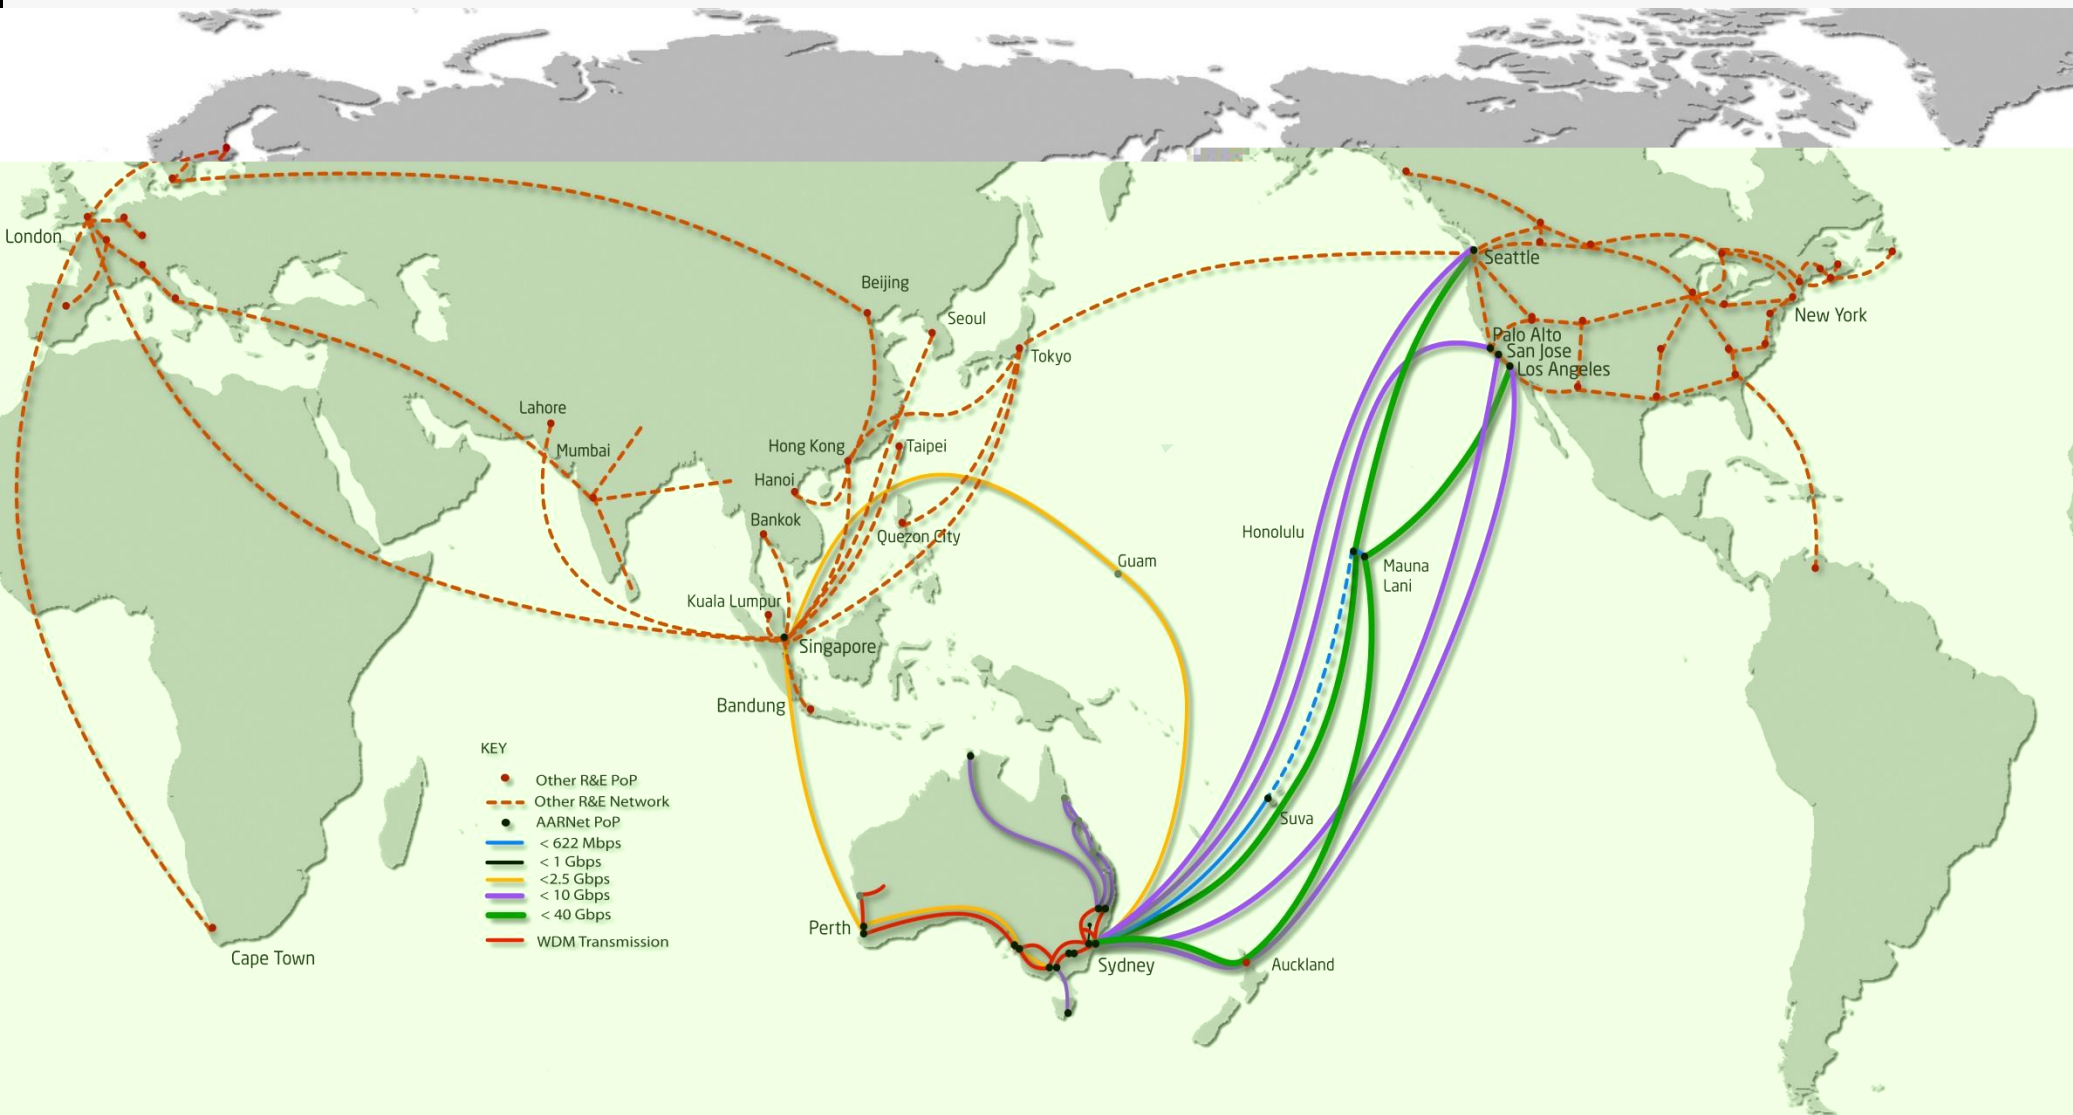 London
Beijing
Seoul
Tokyo
Seattle
New York
Palo Alto
San Jose
Los Angeles
Lahore
Mumbai
Hong Kong
Taipei
Hanoi
Bankok
Quezon City
Honolulu
Guam
Mauna
Lani
Kuala Lumpur
Singapore
Bandung
Suva
KEY
Other R&E PoP
Other R&E Network
AARNet PoP
< 622 Mbps
< 1 Gbps
<2.5 Gbps
< 10 Gbps
< 40 Gbps
WDM Transmission
Perth
Cape Town
Sydney
Auckland